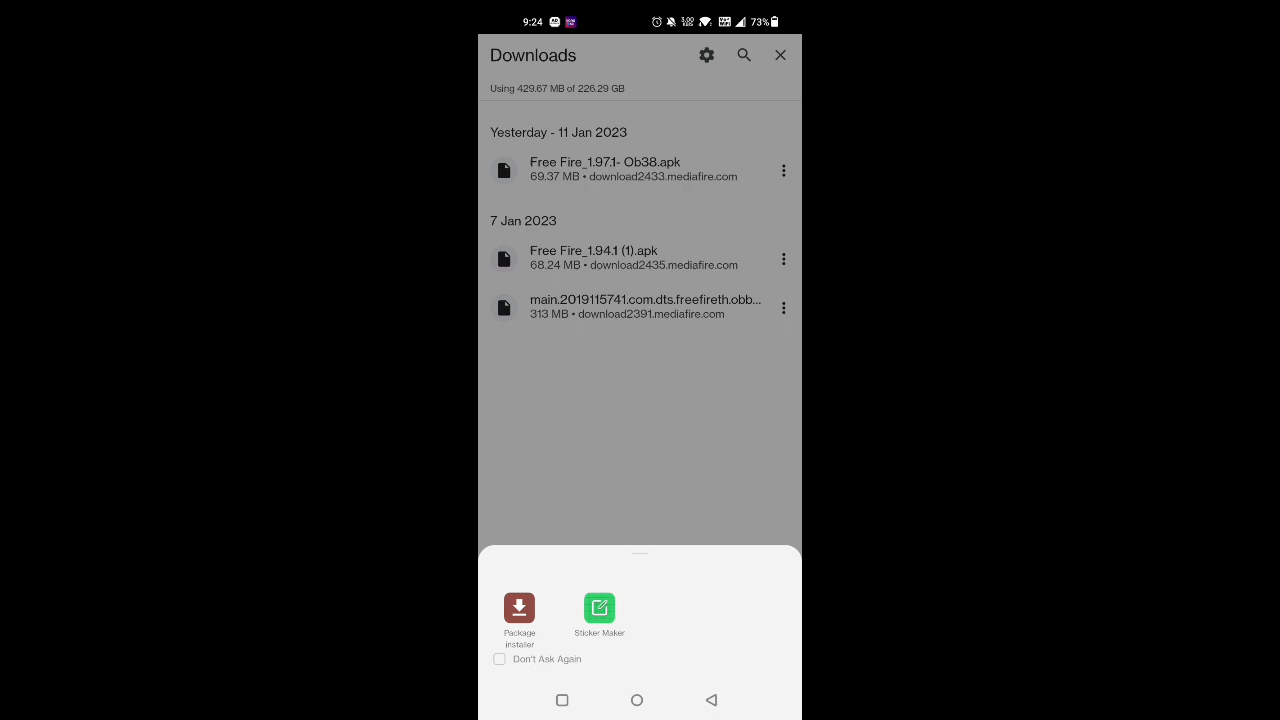 9:24
3.00
73%
Downloads
Using 429.67 MB of 226.29 GB
Yesterday - 11 Jan 2023
Free Fire_1.97.1- Ob38.apk
69.37 MB • download2433.mediafire.com
7 Jan 2023
Free Fire_1.94.1 (1).apk
68.24 MB • download2435.mediafire.com
main.2019115741.com.dts.freefireth.obb...
313 MB • download2391.mediafire.com
Package
installer
Sticker Maker
Don't Ask Again